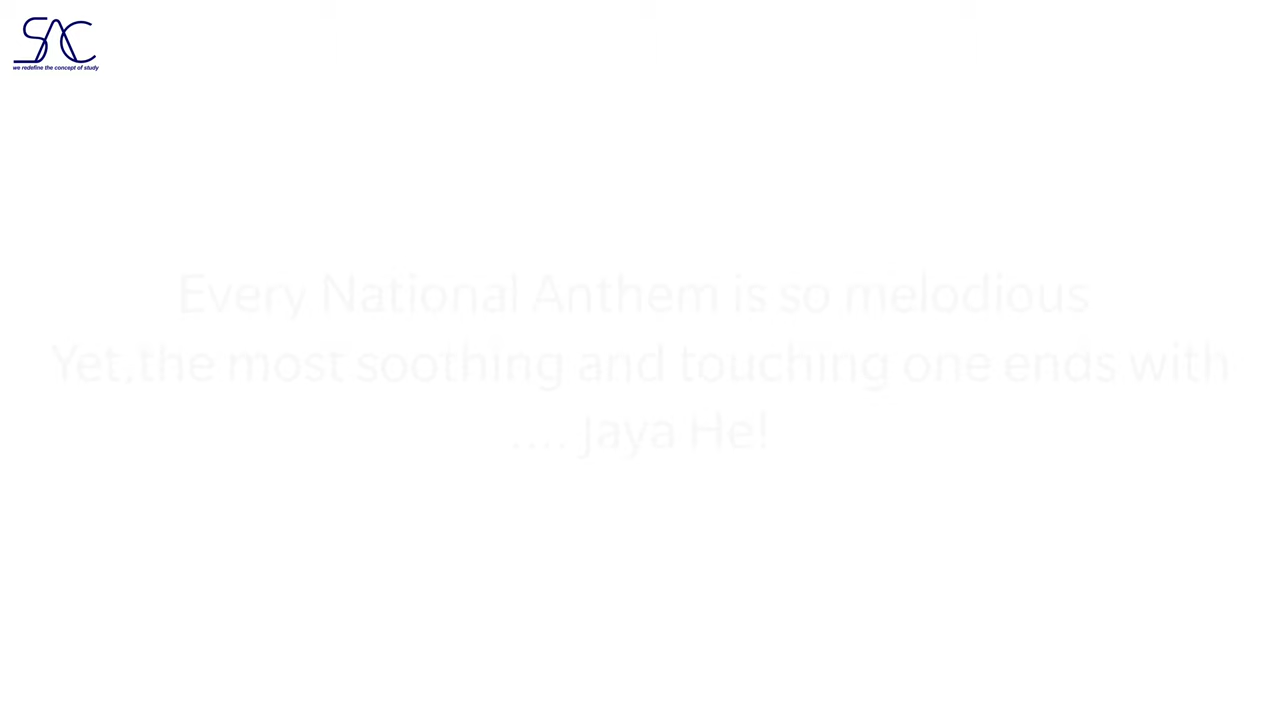 SAC
we redefine the concept of study
Every National Anthem is so melodious
Yet,the most soothing and touching one ends with
.... Jaya He!